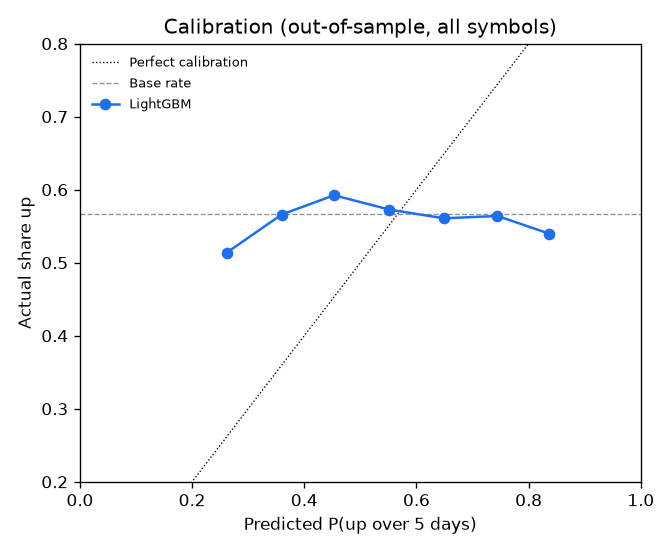 Calibration (out-of-sample, all symbols)
Perfect calibration
Base rate
LightGBM
Actual share up
0.8
0.7
0.6
0.5
0.4
0.3
0.2
0.0 0.2 0.4 0.6 0.8 1.0
Predicted P(up over 5 days)